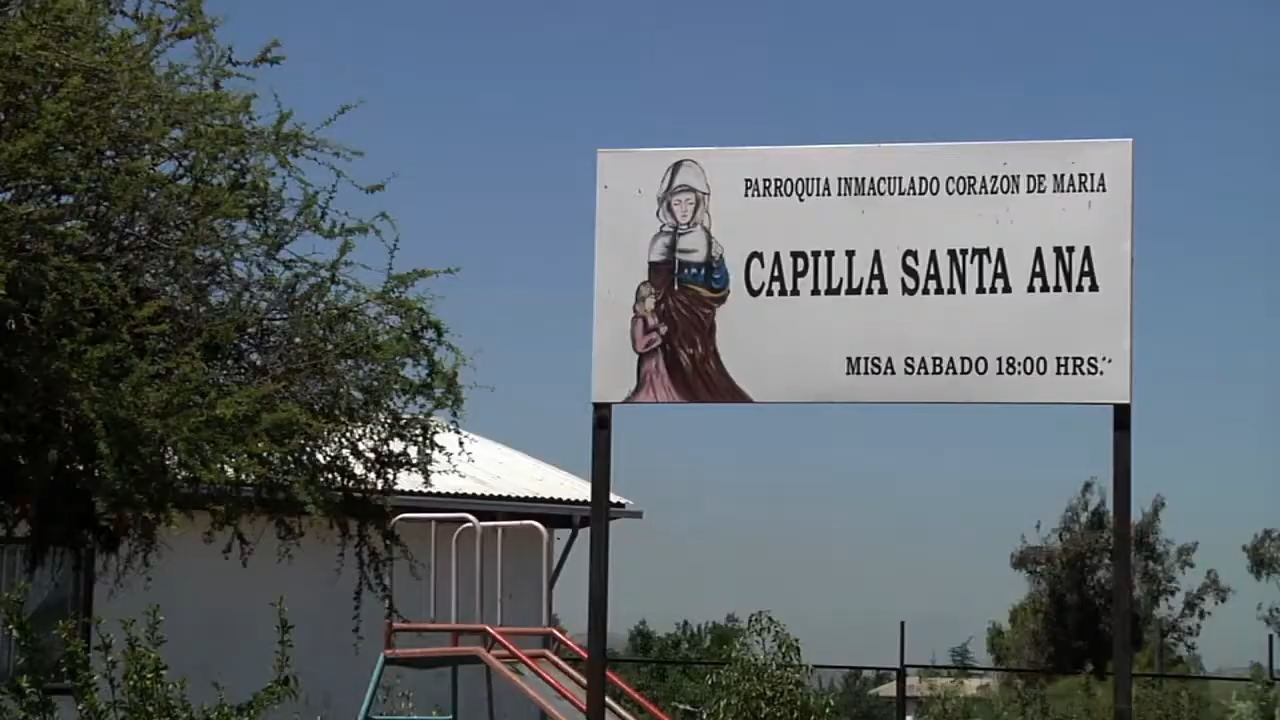 PARROQUIA INMACULADO CORAZON DE MARIA
CAPILLA SANTA ANA
MISA SABADO 18:00 HRS.